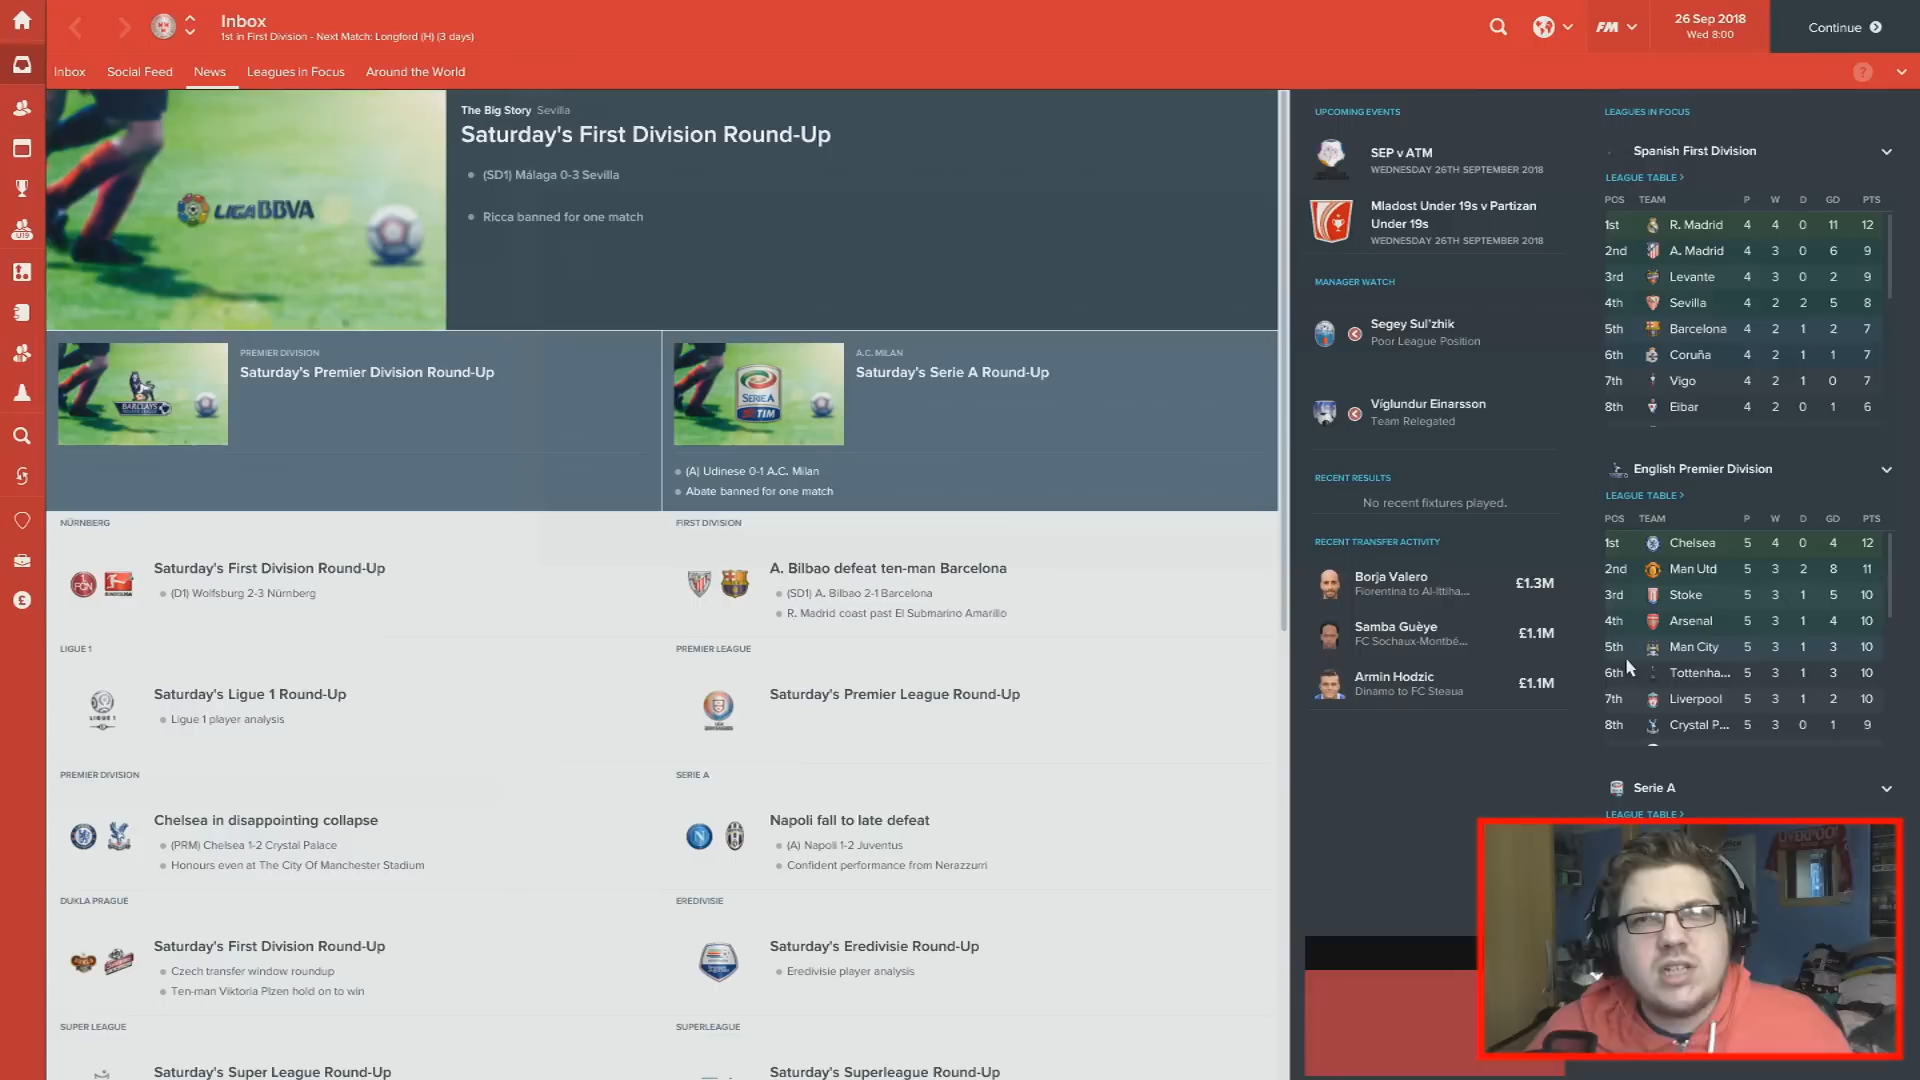 Inbox
1st in First Division - Next Match: Longford (H) (3 days)
FM
26 Sep 2018
Wed 8:00
Continue
Inbox
Social Feed
News
Leagues in Focus
Around the World
?
The Big Story Sevilla
Saturday's First Division Round-Up
(SD1) Málaga 0-3 Sevilla
Ricca banned for one match
LIGA BBVA
PREMIER DIVISION
Saturday's Premier Division Round-Up
BARCLAYS
A.C. MILAN
Saturday's Serie A Round-Up
SERIE A
TIM
(A) Udinese 0-1 A.C. Milan
Abate banned for one match
NÜRNBERG
Saturday's First Division Round-Up
(D1) Wolfsburg 2-3 Nürnberg
FIRST DIVISION
A. Bilbao defeat ten-man Barcelona
(SD1) A. Bilbao 2-1 Barcelona
R. Madrid coast past El Submarino Amarillo
LIGUE 1
Saturday's Ligue 1 Round-Up
Ligue 1 player analysis
LIGUE 1
PREMIER LEAGUE
Saturday's Premier League Round-Up
PREMIER DIVISION
Chelsea in disappointing collapse
(PRM) Chelsea 1-2 Crystal Palace
Honours even at The City Of Manchester Stadium
SERIE A
Napoli fall to late defeat
(A) Napoli 1-2 Juventus
Confident performance from Nerazzurri
DUKLA PRAGUE
Saturday's First Division Round-Up
Czech transfer window roundup
Ten-man Viktoria Plzen hold on to win
EREDIVISIE
Saturday's Eredivisie Round-Up
Eredivisie player analysis
SUPER LEAGUE
Saturday's Super League Round-Up
SUPERLEAGUE
Saturday's Superleague Round-Up
UPCOMING EVENTS
SEP v ATM
WEDNESDAY 26TH SEPTEMBER 2018
Mladost Under 19s v Partizan
Under 19s
WEDNESDAY 26TH SEPTEMBER 2018
MANAGER WATCH
Segey Sul'zhik
Poor League Position
Víglundur Einarsson
Team Relegated
RECENT RESULTS
No recent fixtures played.
RECENT TRANSFER ACTIVITY
Borja Valero £1.3M
Fiorentina to Al-Ittiha...
Samba Guèye £1.1M
FC Sochaux-Montbé...
Armin Hodzic £1.1M
Dinamo to FC Steaua
LEAGUES IN FOCUS
Spanish First Division
LEAGUE TABLE >
POS TEAM P W D GD PTS
1st R. Madrid 4 4 0 11 12
2nd A. Madrid 4 3 0 6 9
3rd Levante 4 3 0 2 9
4th Sevilla 4 2 2 5 8
5th Barcelona 4 2 1 2 7
6th Coruña 4 2 1 1 7
7th Vigo 4 2 1 0 7
8th Eibar 4 2 0 1 6
English Premier Division
LEAGUE TABLE >
POS TEAM P W D GD PTS
1st Chelsea 5 4 0 4 12
2nd Man Utd 5 3 2 8 11
3rd Stoke 5 3 1 5 10
4th Arsenal 5 3 1 4 10
5th Man City 5 3 1 3 10
6th Tottenha... 5 3 1 3 10
7th Liverpool 5 3 1 2 10
8th Crystal P... 5 3 0 1 9
Serie A
LEAGUE TABLE >
LIVERPOOL